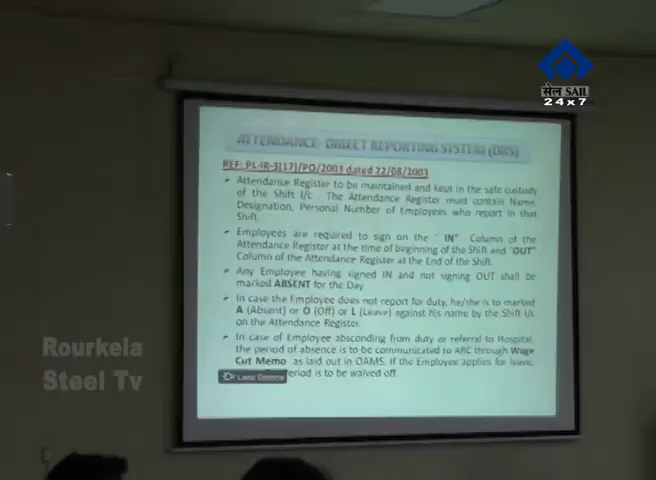 सेल SAIL
24x7
ATTENDANCE DIRECT REPORTING SYSTEM (DRS)
REF: PL-IR-3(17)/PO/2003 dated 22/08/2003
Attendance Register to be maintained and kept in the safe custody
of the Shift I/c . The Attendance Register must contain Name,
Designation, Personal Number of Employees who report in that
Shift.
Employees are required to sign on the " IN" Column of the
Attendance Register at the time of beginning of the Shift and "OUT"
Column of the Attendance Register at the End of the Shift.
Any Employee having signed IN and not signing OUT shall be
marked ABSENT for the Day
In case the Employee does not report for duty, he/she is to marked
A (Absent) or O (Off) or L (Leave) against his name by the Shift I/c
on the Attendance Register.
In case of Employee absconding from duty or referral to Hospital,
the period of absence is to be communicated to ARC through Wage
Cut Memo as laid out in OAMS. If the Employee applies for leave,
period is to be waived off.
Rourkela
Steel Tv